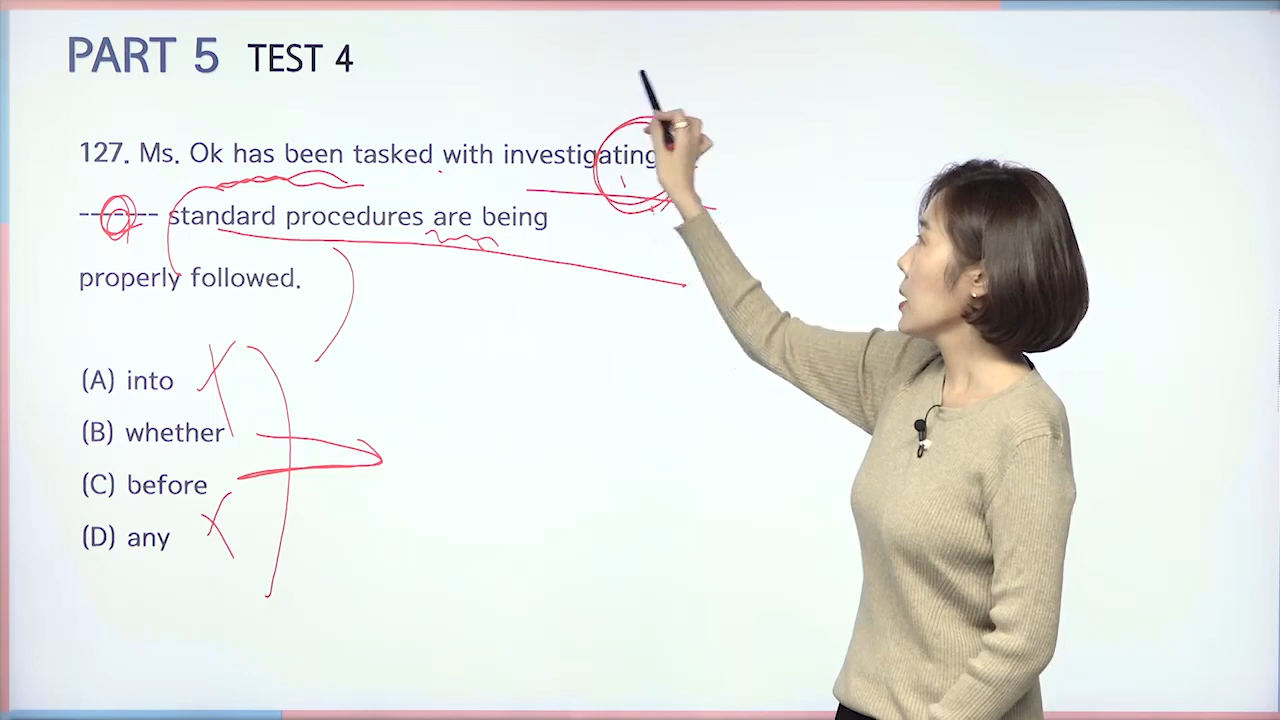 PART 5 TEST 4
127. Ms. Ok has been tasked with investigating
------- standard procedures are being
properly followed.
(A) into
(B) whether
(C) before
(D) any